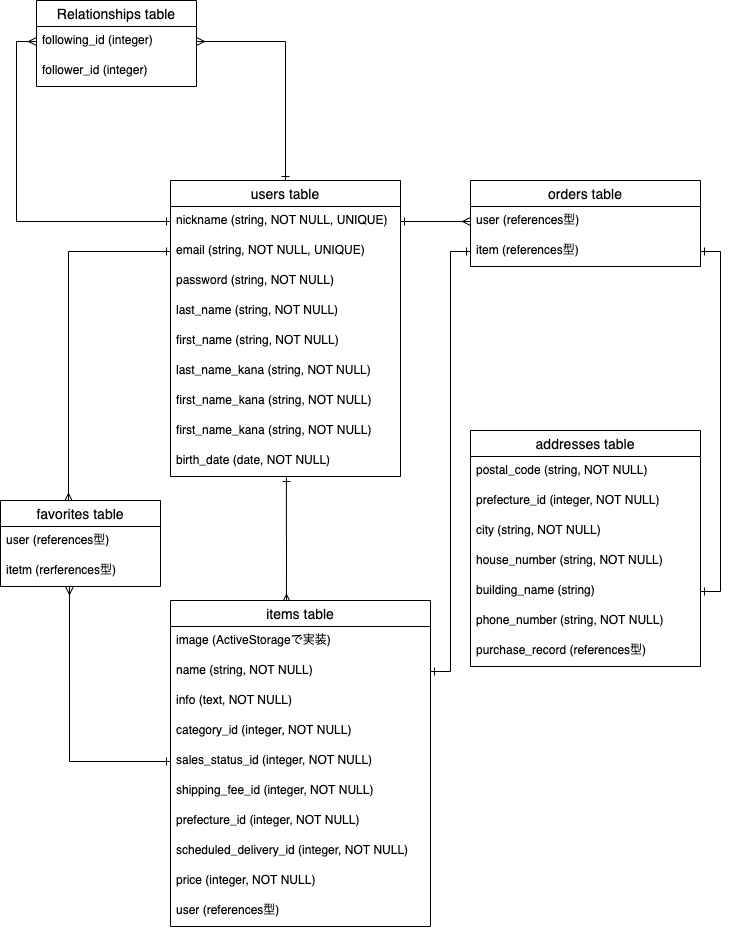 Relationships table
following_id (integer)
follower_id (integer)
users table
nickname (string, NOT NULL, UNIQUE)
email (string, NOT NULL, UNIQUE)
password (string, NOT NULL)
last_name (string, NOT NULL)
first_name (string, NOT NULL)
last_name_kana (string, NOT NULL)
first_name_kana (string, NOT NULL)
first_name_kana (string, NOT NULL)
birth_date (date, NOT NULL)
orders table
user (references型)
item (references型)
addresses table
postal_code (string, NOT NULL)
prefecture_id (integer, NOT NULL)
city (string, NOT NULL)
house_number (string, NOT NULL)
building_name (string)
phone_number (string, NOT NULL)
purchase_record (references型)
favorites table
user (references型)
itetm (rerferences型)
items table
image (ActiveStorageで実装)
name (string, NOT NULL)
info (text, NOT NULL)
category_id (integer, NOT NULL)
sales_status_id (integer, NOT NULL)
shipping_fee_id (integer, NOT NULL)
prefecture_id (integer, NOT NULL)
scheduled_delivery_id (integer, NOT NULL)
price (integer, NOT NULL)
user (references型)